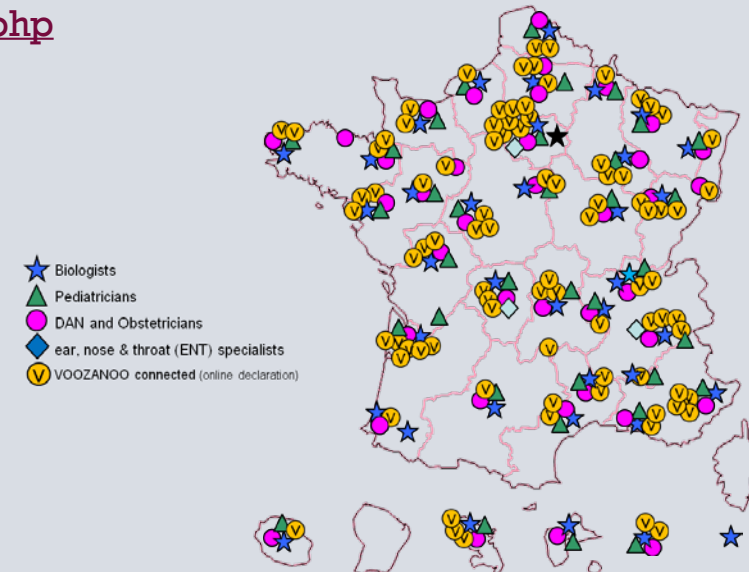 php
Biologists
Pediatricians
DAN and Obstetricians
ear, nose & throat (ENT) specialists
VOOZANOO connected (online declaration)